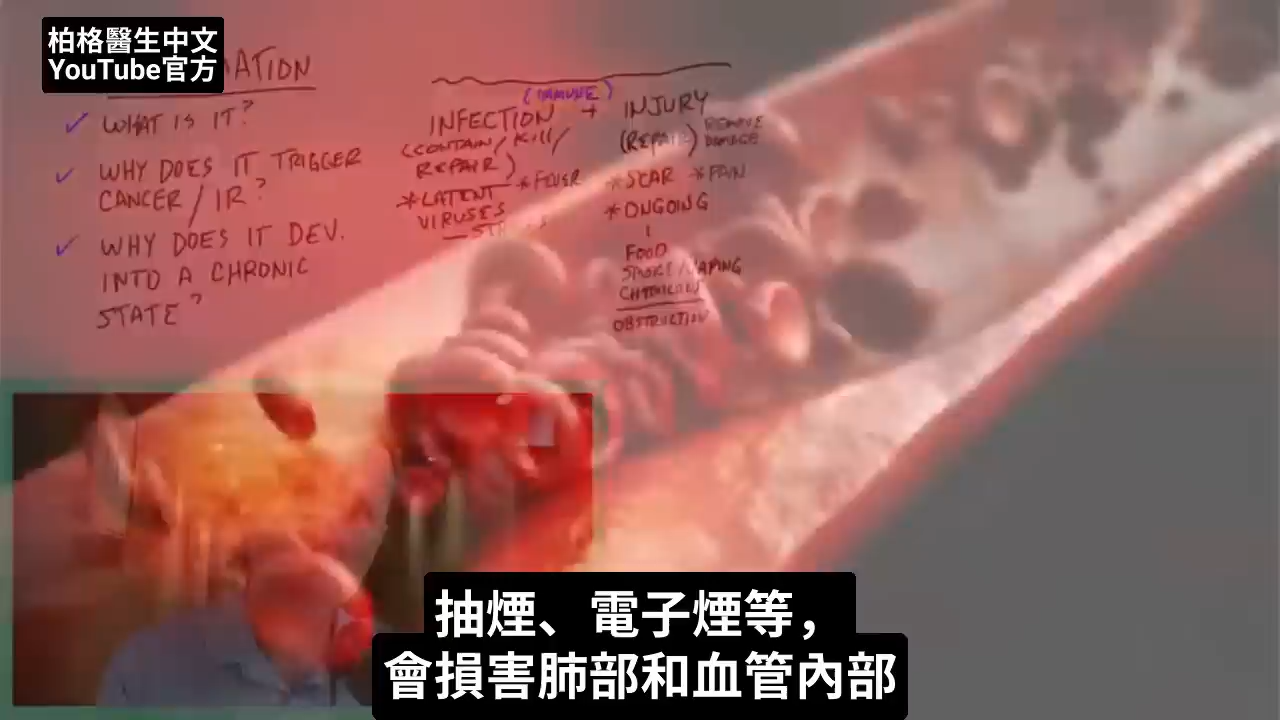 柏格醫生中文
YouTube官方
MATION
WHAT IS IT?
WHY DOES IT TRIGGER
CANCER / IR?
WHY DOES IT DEV.
INTO A CHRONIC
STATE?
(IMMUNE)
INFECTION + INJURY
(CONTAIN/KILL/
REPAIR)
*LATENT *FEVER
VIRUSES
(REPAIR) REMOVE
DAMAGE
*SCAR *PAIN
*ONGOING
FOOD
SMOKE/VAPING
CHEMICALS
OBSTRUCTION
抽煙、電子煙等，
會損害肺部和血管內部